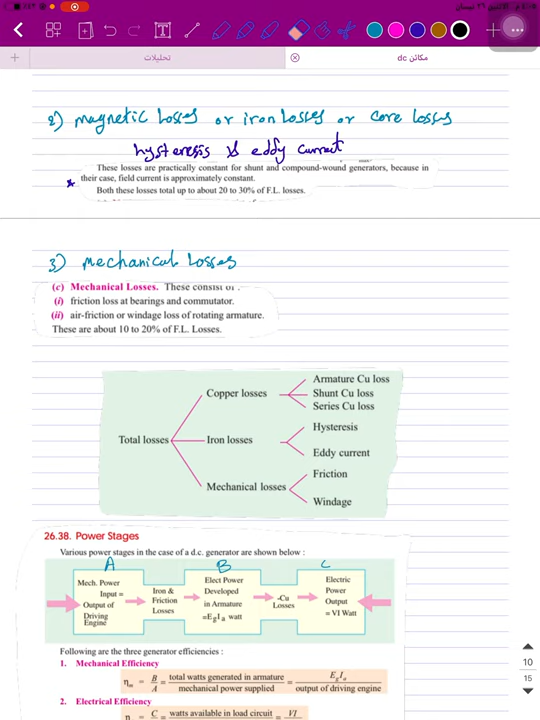 تحليلات
مكائن dc
2) magnetic losses or iron losses or core losses
hysteresis & eddy current
These losses are practically constant for shunt and compound-wound generators, because in
* their case, field current is approximately constant.
Both these losses total up to about 20 to 30% of F.L. losses.
3) mechanical losses
(c) Mechanical Losses. These consist of :
(i) friction loss at bearings and commutator.
(ii) air-friction or windage loss of rotating armature.
These are about 10 to 20% of F.L. Losses.
Total losses
Copper losses
Armature Cu loss
Shunt Cu loss
Series Cu loss
Iron losses
Hysteresis
Eddy current
Mechanical losses
Friction
Windage
26.38. Power Stages
Various power stages in the case of a d.c. generator are shown below :
A B C
Mech. Power
Input =
Output of
Driving
Engine
Iron &
Friction
Losses
Elect Power
Developed
in Armature
=EgIa watt
-Cu
Losses
Electric
Power
Output
= VI Watt
Following are the three generator efficiencies :
1. Mechanical Efficiency
ηm = B/A = total watts generated in armature / mechanical power supplied = EgIa / output of driving engine
2. Electrical Efficiency
C = watts available in load circuit = VI
10
15